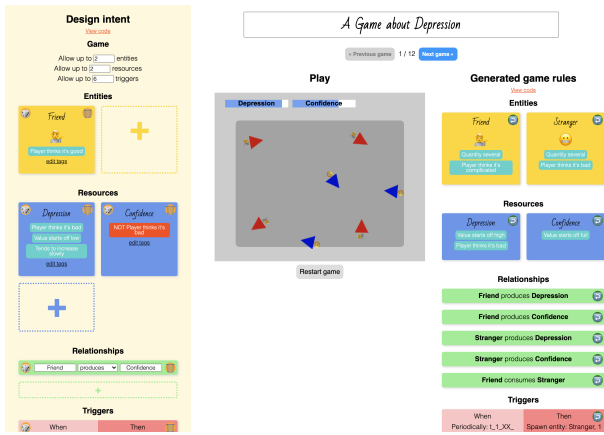 Design intent
View code
Game
Allow up to 2 entities
Allow up to 2 resources
Allow up to 6 triggers
Entities
Friend
Player thinks it's good
edit tags
Resources
Depression
Player thinks it's bad
Value starts off low
Tends to increase slowly
edit tags
Confidence
NOT Player thinks it's bad
edit tags
Relationships
Friend produces Confidence
Triggers
When Then
A Game about Depression
« Previous game 1 / 12 Next game »
Play
Depression Confidence
Restart game
Generated game rules
View code
Entities
Friend
Quantity several
Player thinks it's complicated
Stranger
Quantity several
Player thinks it's bad
Resources
Depression
Value starts off high
Player thinks it's bad
Confidence
Value starts off full
Relationships
Friend produces Depression
Friend produces Confidence
Stranger produces Depression
Stranger produces Confidence
Friend consumes Stranger
Triggers
When Then
Periodically: t_1_XX_ Spawn entity: Stranger, 1